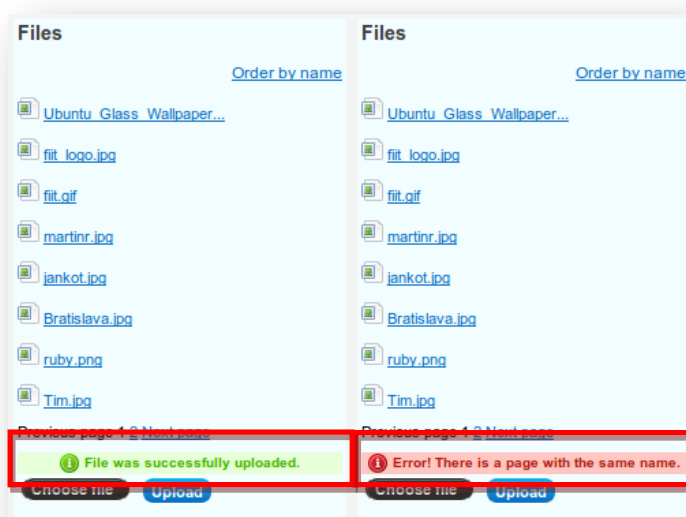 Files
Order by name
Ubuntu_Glass_Wallpaper...
fiit_logo.jpg
fiit.gif
martinr.jpg
jankot.jpg
Bratislava.jpg
ruby.png
Tim.jpg
Previous page 1 2 Next page
File was successfully uploaded.
Choose file Upload
Files
Order by name
Ubuntu_Glass_Wallpaper...
fiit_logo.jpg
fiit.gif
martinr.jpg
jankot.jpg
Bratislava.jpg
ruby.png
Tim.jpg
Previous page 1 2 Next page
Error! There is a page with the same name.
Choose file Upload